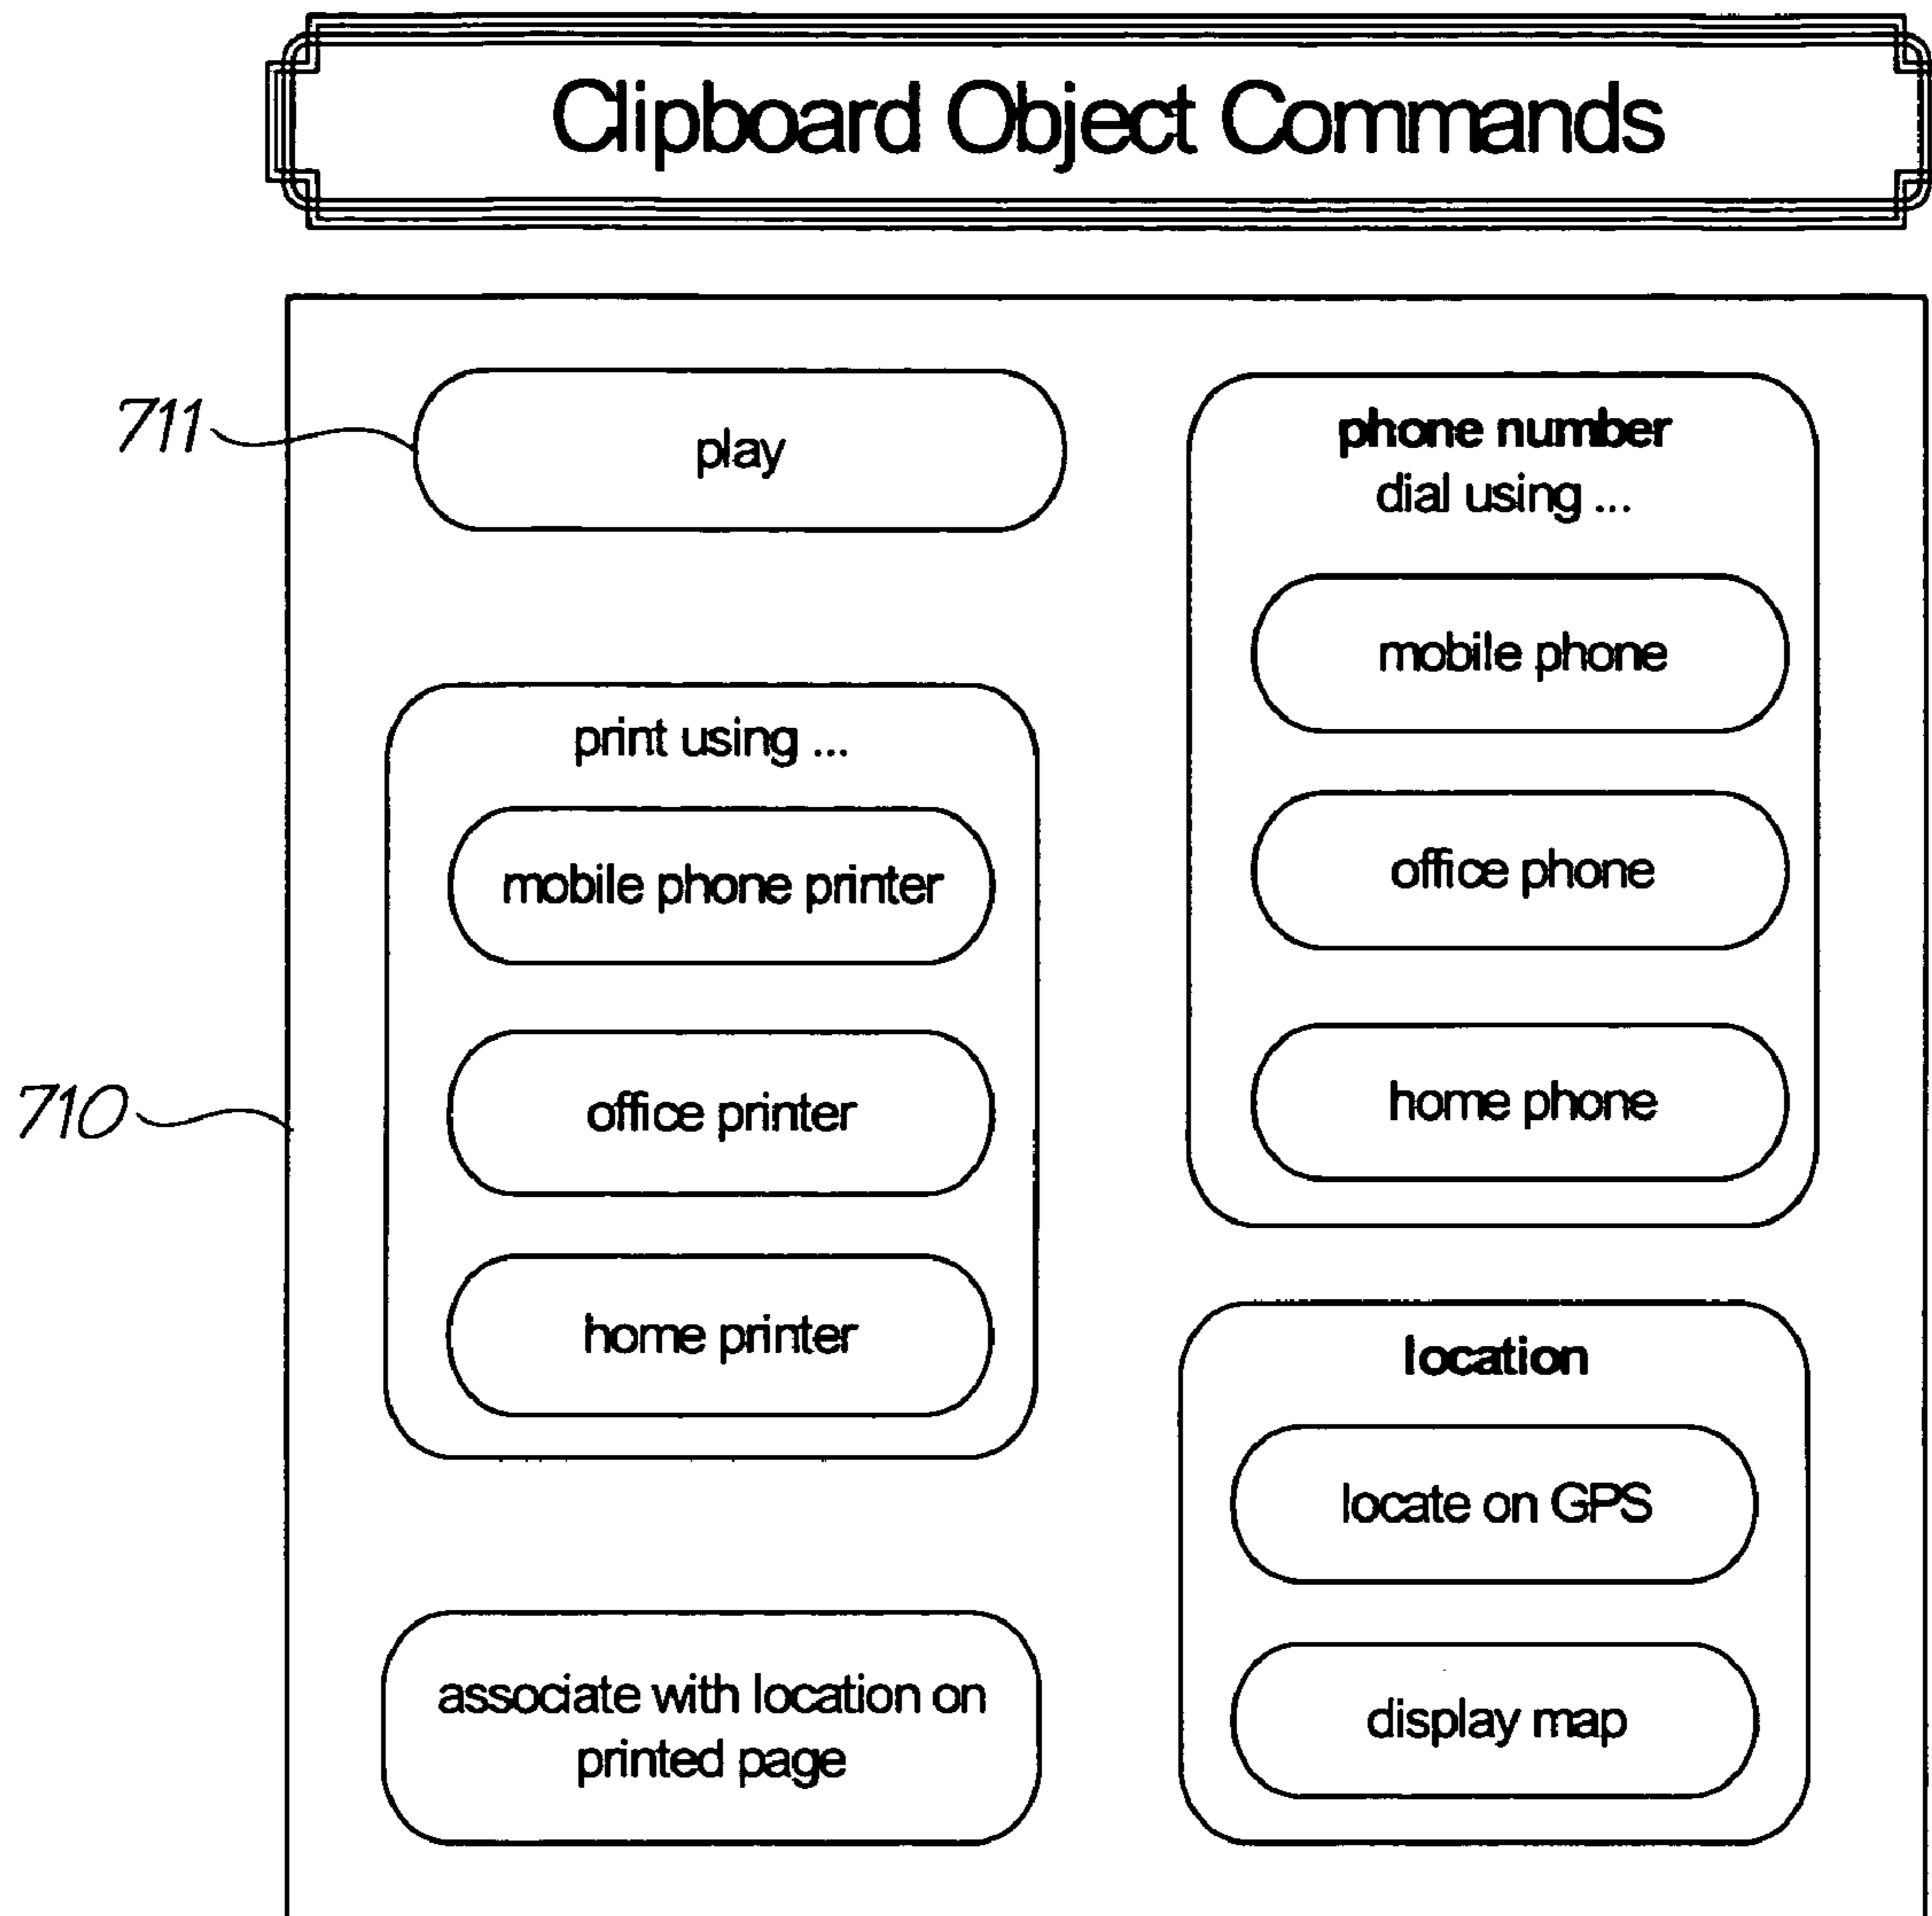 Clipboard Object Commands
711
play
print using ...
mobile phone printer
710
office printer
home printer
associate with location on
printed page
phone number
dial using ...
mobile phone
office phone
home phone
location
locate on GPS
display map